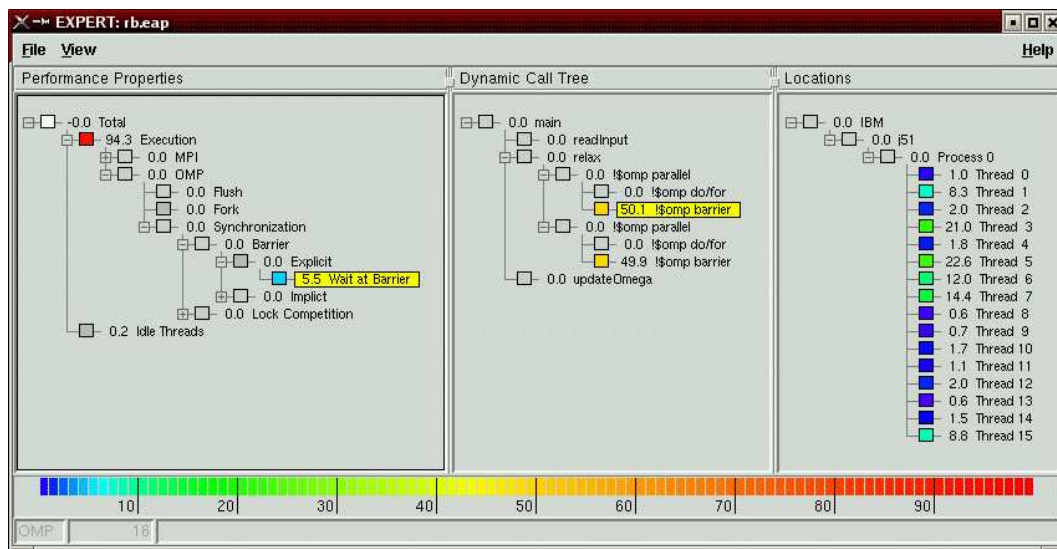 EXPERT: rb.eap
File View Help
Performance Properties
-0.0 Total
94.3 Execution
0.0 MPI
0.0 OMP
0.0 Flush
0.0 Fork
0.0 Synchronization
0.0 Barrier
0.0 Explicit
5.5 Wait at Barrier
0.0 Implict
0.0 Lock Competition
0.2 Idle Threads
Dynamic Call Tree
0.0 main
0.0 readInput
0.0 relax
0.0 !$omp parallel
0.0 !$omp do/for
50.1 !$omp barrier
0.0 !$omp parallel
0.0 !$omp do/for
49.9 !$omp barrier
0.0 updateOmega
Locations
0.0 IBM
0.0 j51
0.0 Process 0
1.0 Thread 0
8.3 Thread 1
2.0 Thread 2
21.0 Thread 3
1.8 Thread 4
22.6 Thread 5
12.0 Thread 6
14.4 Thread 7
0.6 Thread 8
0.7 Thread 9
1.7 Thread 10
1.1 Thread 11
2.0 Thread 12
0.6 Thread 13
1.5 Thread 14
8.8 Thread 15
10 20 30 40 50 60 70 80 90
OMP 16